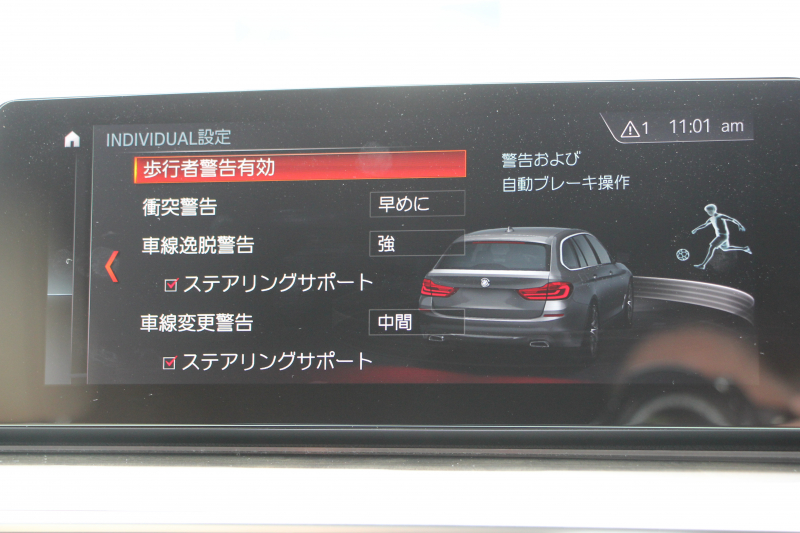 INDIVIDUAL設定
1 11:01 am
歩行者警告有効
警告および
自動ブレーキ操作
衝突警告 早めに
車線逸脱警告 強
ステアリングサポート
車線変更警告 中間
ステアリングサポート